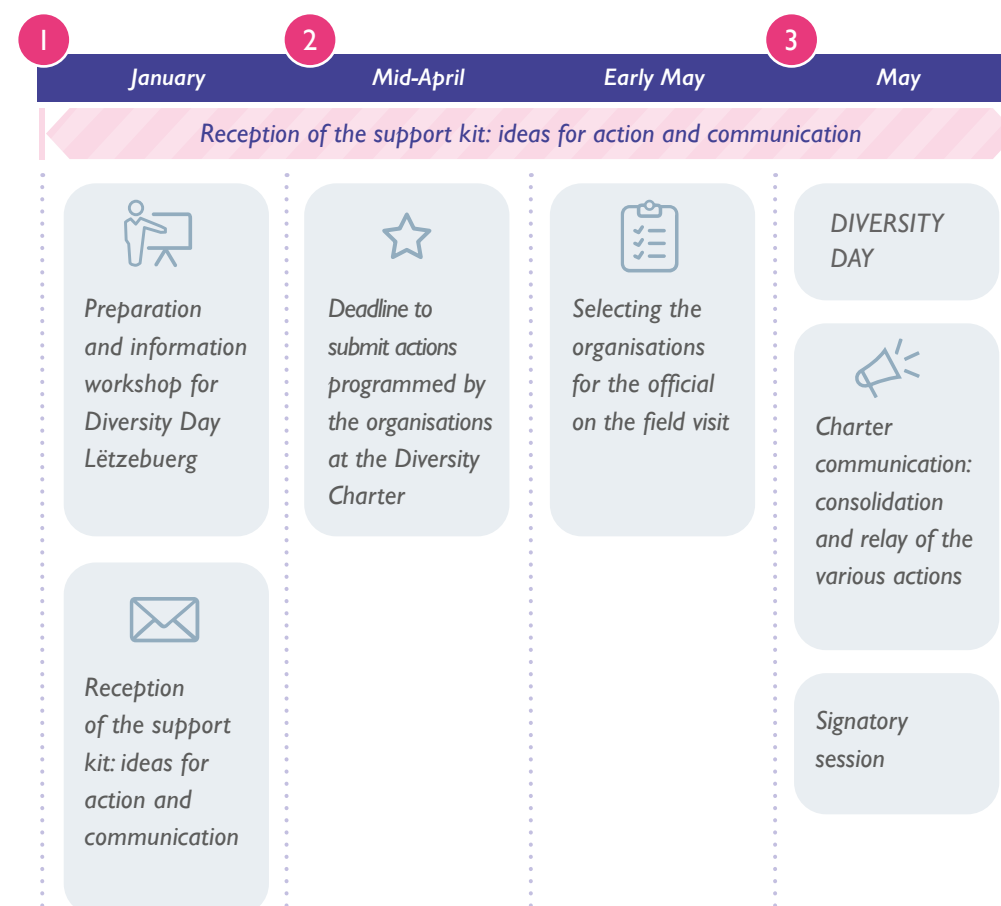 1
2
3
January
Mid-April
Early May
May
Reception of the support kit: ideas for action and communication
Preparation
and information
workshop for
Diversity Day
Lëtzebuerg
Reception
of the support
kit: ideas for
action and
communication
Deadline to
submit actions
programmed by
the organisations
at the Diversity
Charter
Selecting the
organisations
for the official
on the field visit
DIVERSITY
DAY
Charter
communication:
consolidation
and relay of the
various actions
Signatory
session